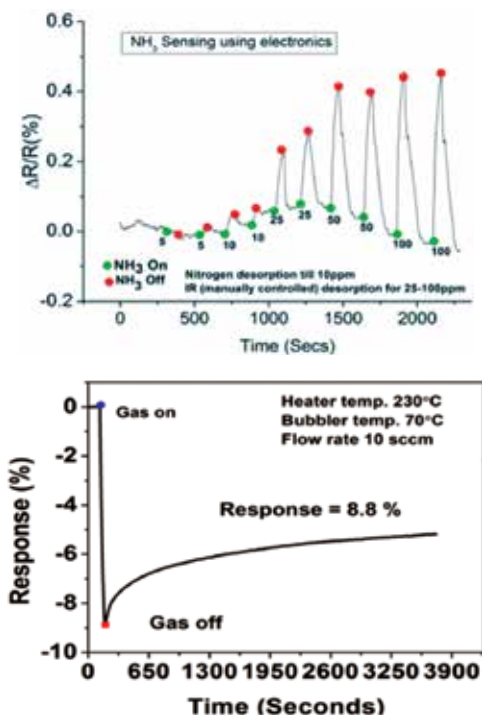 NH₃ Sensing using electronics
0.6
0.4
0.2
0.0
-0.2
ΔR/R(%)
5
5
10
10
25
25
50
50
100
100
NH₃ On
NH₃ Off
Nitrogen desorption till 10ppm
IR (manually controlled) desorption for 25-100ppm
0
500
1000
1500
2000
Time (Secs)
0
-2
-4
-6
-8
-10
Response (%)
Gas on
Heater temp. 230°C
Bubbler temp. 70°C
Flow rate 10 sccm
Response = 8.8 %
Gas off
0 650 1300 1950 2600 3250 3900
Time (Seconds)